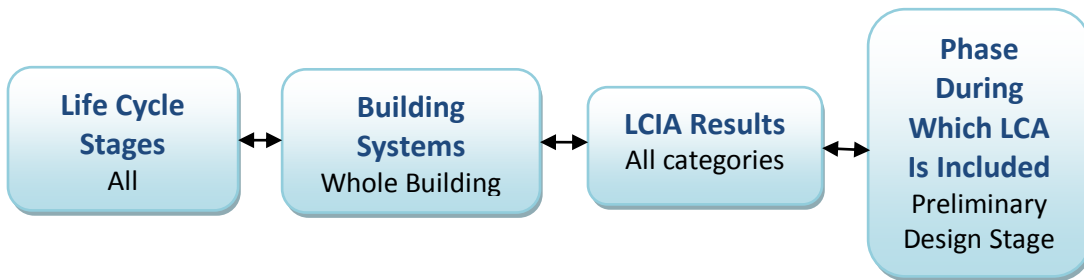 Life Cycle
Stages
All
Building
Systems
Whole Building
LCIA Results
All categories
Phase
During
Which LCA
Is Included
Preliminary
Design Stage